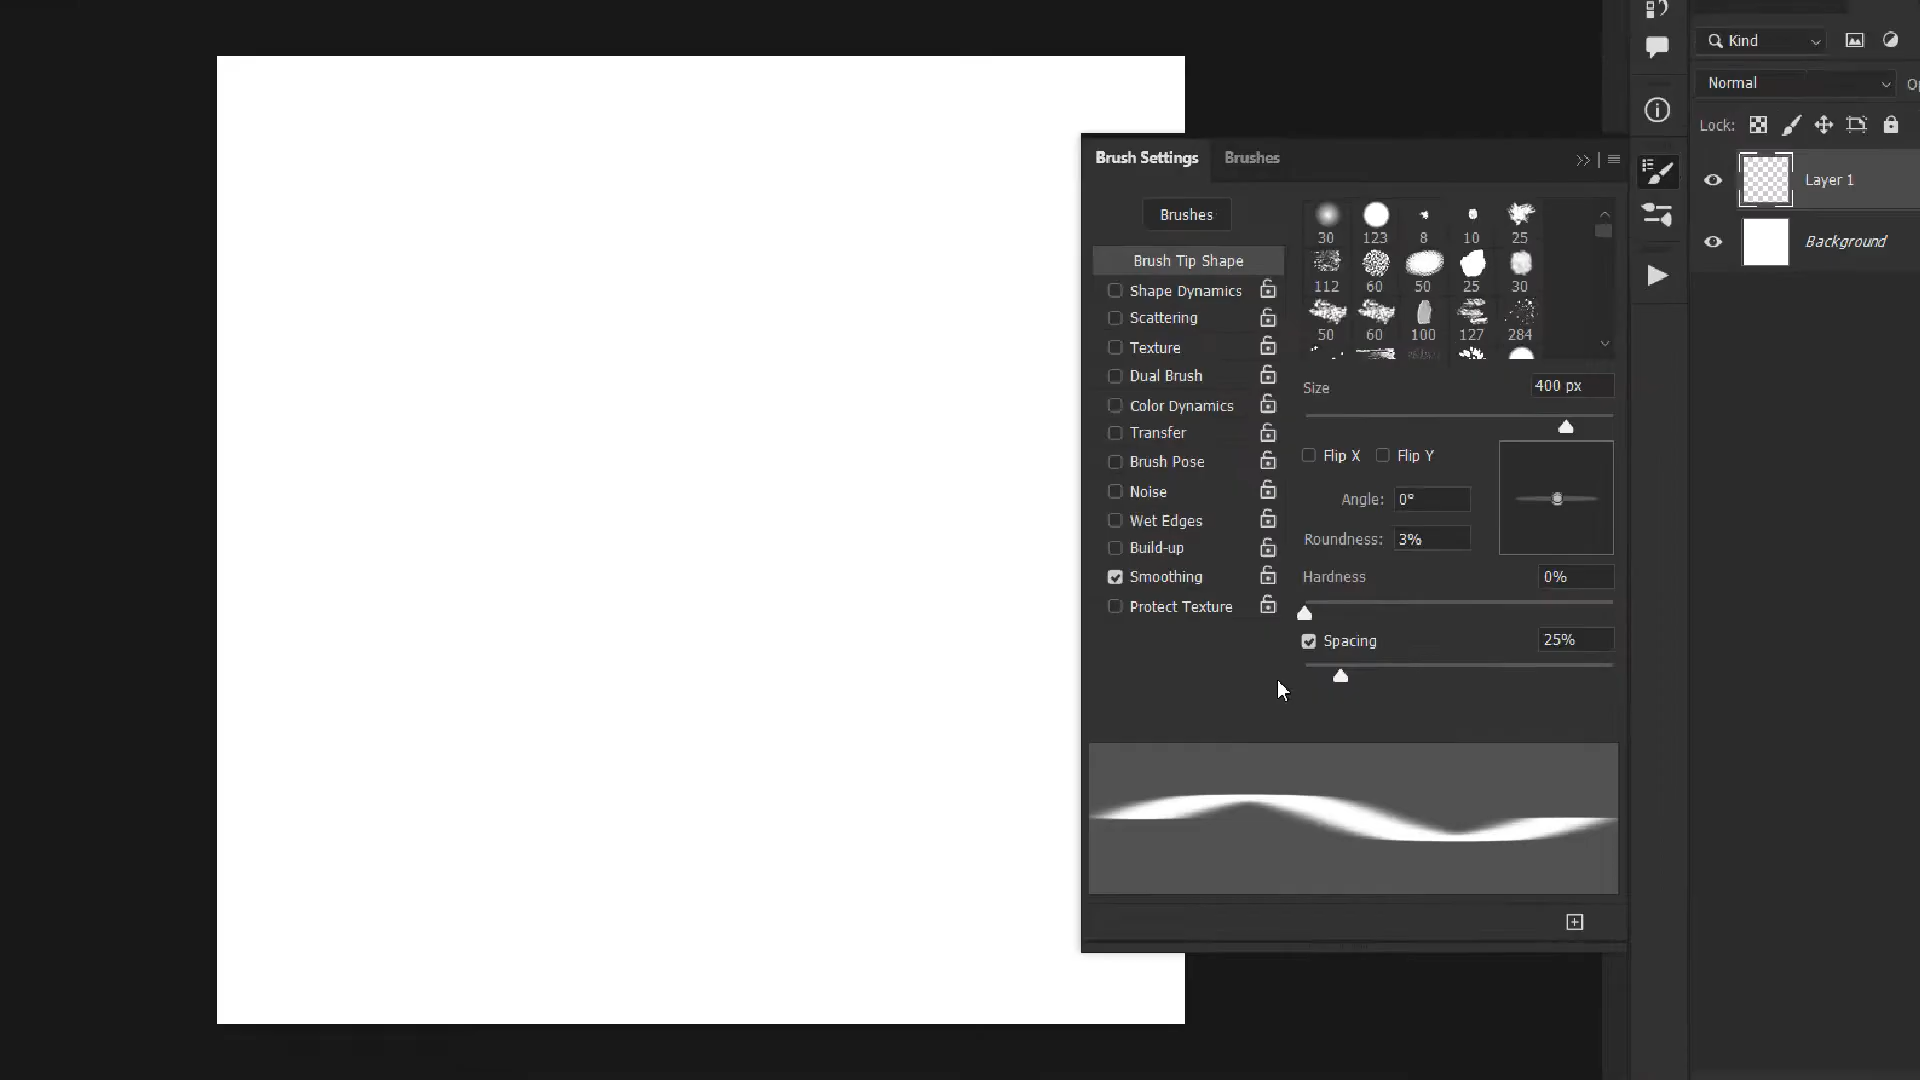 Kind
Normal
Lock:
Layer 1
Background
Brush Settings
Brushes
Brushes
Brush Tip Shape
Shape Dynamics
Scattering
Texture
Dual Brush
Color Dynamics
Transfer
Brush Pose
Noise
Wet Edges
Build-up
Smoothing
Protect Texture
30 123 8 10 25
112 60 50 25 30
50 60 100 127 284
Size 400 px
Flip X Flip Y
Angle: 0°
Roundness: 3%
Hardness 0%
Spacing 25%